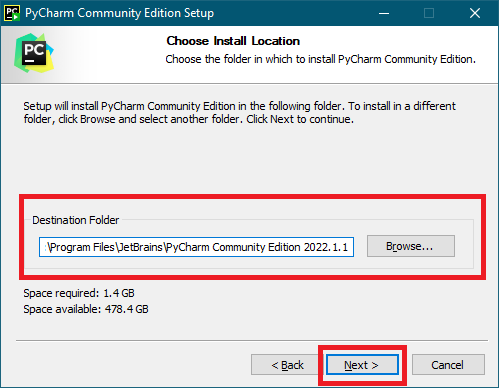 PyCharm Community Edition Setup
PC
Choose Install Location
Choose the folder in which to install PyCharm Community Edition.
Setup will install PyCharm Community Edition in the following folder. To install in a different
folder, click Browse and select another folder. Click Next to continue.
Destination Folder
:\Program Files\JetBrains\PyCharm Community Edition 2022.1.1
Browse...
Space required: 1.4 GB
Space available: 478.4 GB
< Back
Next >
Cancel